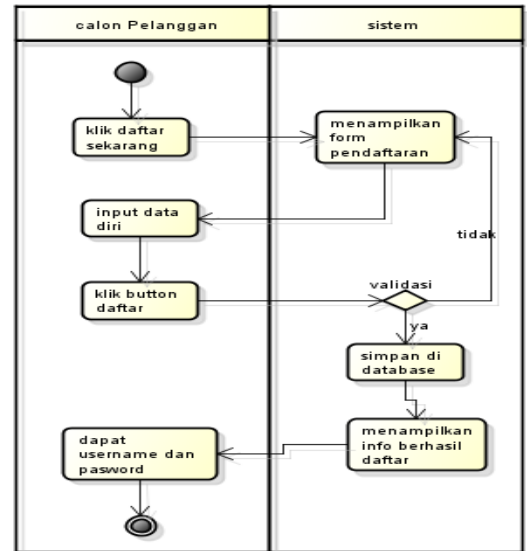 calon Pelanggan
sistem
klik daftar
sekarang
menampilkan
form
pendaftaran
input data
diri
tidak
klik button
daftar
validasi
ya
simpan di
database
menampilkan
info berhasil
daftar
dapat
username dan
pasword